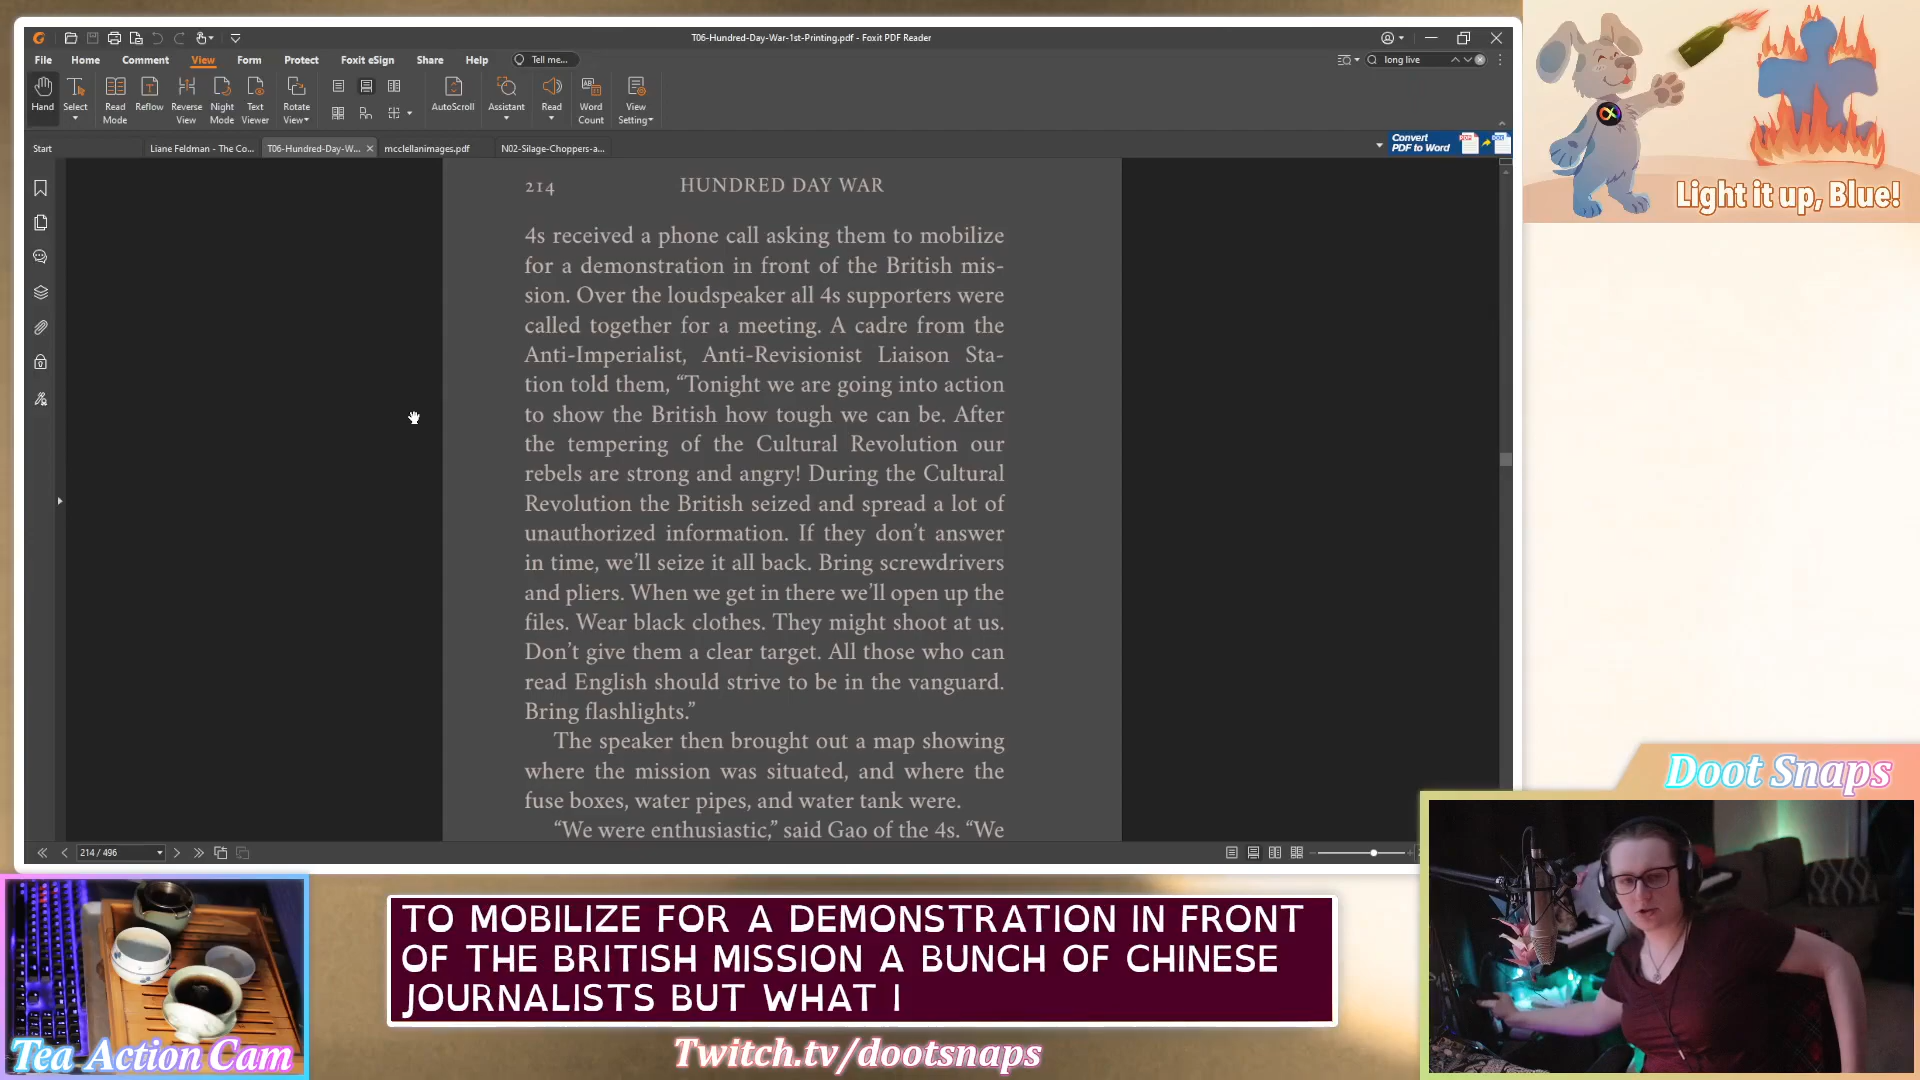 T06-Hundred-Day-War-1st-Printing.pdf - Foxit PDF Reader
File Home Comment View Form Protect Foxit eSign Share Help Tell me... long live
Hand Select Read Mode Reflow Reverse View Night Mode Text Viewer Rotate View AutoScroll Assistant Read Word Count View Setting
Start Liane Feldman - The Co... T06-Hundred-Day-W... mcclellanimages.pdf N02-Silage-Choppers-a...
Convert
PDF to Word
214 HUNDRED DAY WAR
4s received a phone call asking them to mobilize
for a demonstration in front of the British mis-
sion. Over the loudspeaker all 4s supporters were
called together for a meeting. A cadre from the
Anti-Imperialist, Anti-Revisionist Liaison Sta-
tion told them, “Tonight we are going into action
to show the British how tough we can be. After
the tempering of the Cultural Revolution our
rebels are strong and angry! During the Cultural
Revolution the British seized and spread a lot of
unauthorized information. If they don’t answer
in time, we’ll seize it all back. Bring screwdrivers
and pliers. When we get in there we’ll open up the
files. Wear black clothes. They might shoot at us.
Don’t give them a clear target. All those who can
read English should strive to be in the vanguard.
Bring flashlights.”
The speaker then brought out a map showing
where the mission was situated, and where the
fuse boxes, water pipes, and water tank were.
“We were enthusiastic,” said Gao of the 4s. “We
214 / 496
Light it up, Blue!
Doot Snaps
TO MOBILIZE FOR A DEMONSTRATION IN FRONT
OF THE BRITISH MISSION A BUNCH OF CHINESE
JOURNALISTS BUT WHAT I
Tea Action Cam
Twitch.tv/dootsnaps